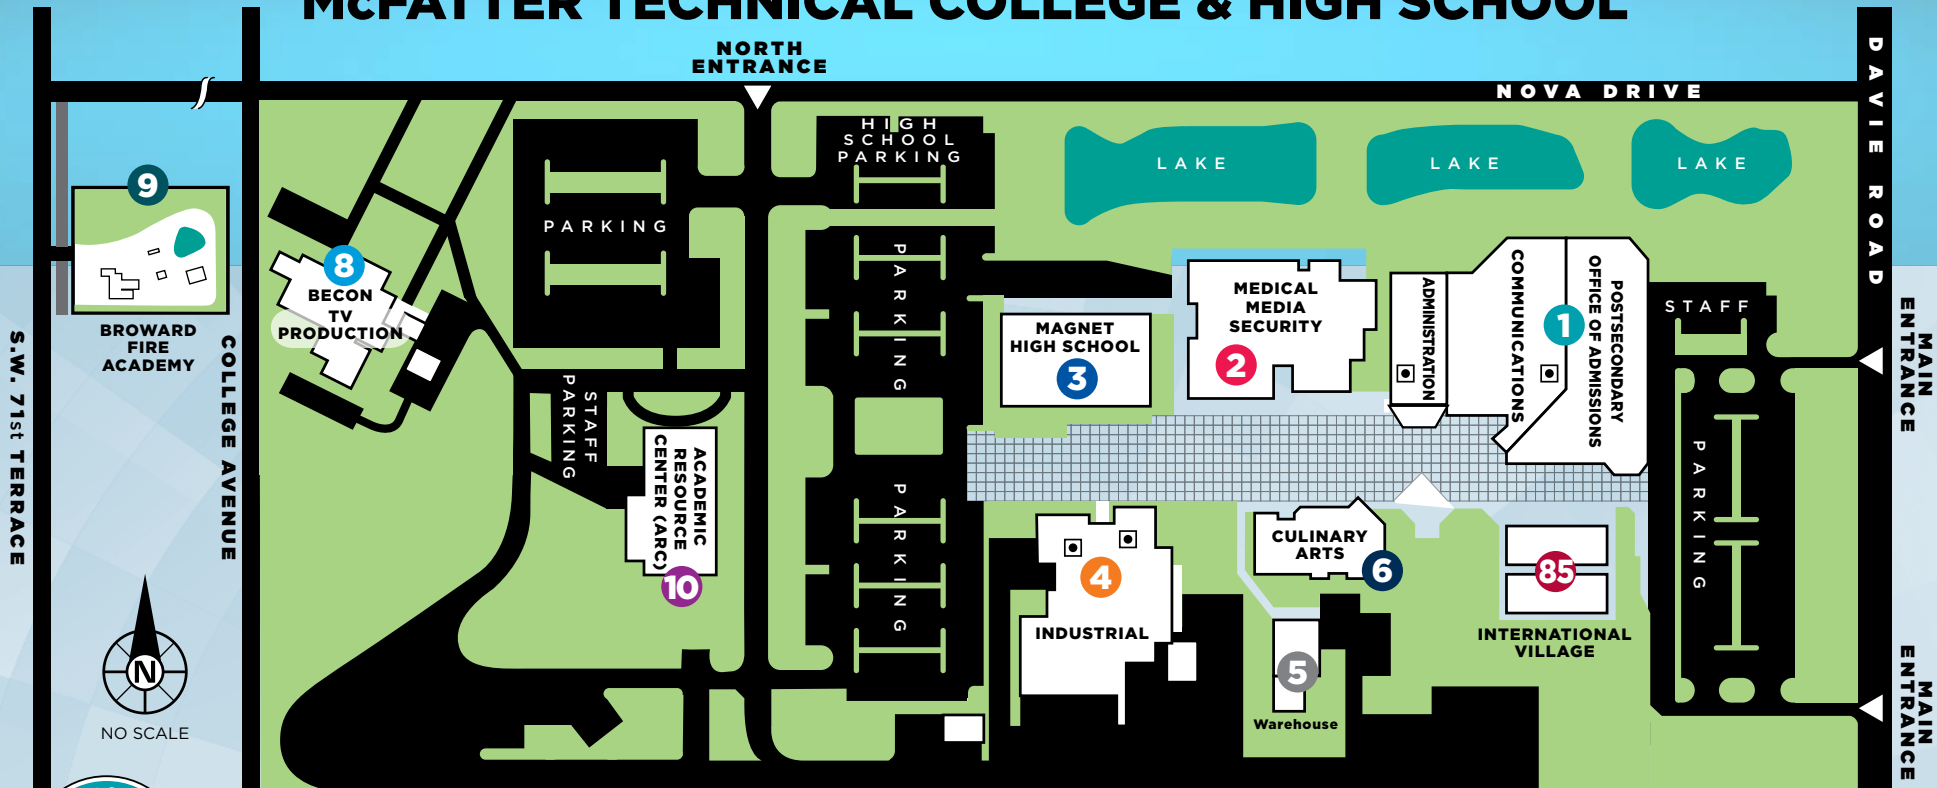 McFATTER TECHNICAL COLLEGE & HIGH SCHOOL
NORTH
ENTRANCE
NOVA DRIVE
DAVIE ROAD
HIGH
SCHOOL
PARKING
LAKE
LAKE
LAKE
9
BROWARD
FIRE
ACADEMY
S.W. 71st TERRACE
COLLEGE AVENUE
8
BECON
TV
PRODUCTION
PARKING
PARKING
PARKING
STAFF
PARKING
ACADEMIC
RESOURCE
CENTER (ARC)
10
MAGNET
HIGH SCHOOL
3
MEDICAL
MEDIA
SECURITY
2
ADMINISTRATION
COMMUNICATIONS
1
POSTSECONDARY
OFFICE OF ADMISSIONS
STAFF
PARKING
MAIN
ENTRANCE
4
INDUSTRIAL
CULINARY
ARTS
6
5
Warehouse
85
INTERNATIONAL
VILLAGE
MAIN
ENTRANCE
N
NO SCALE